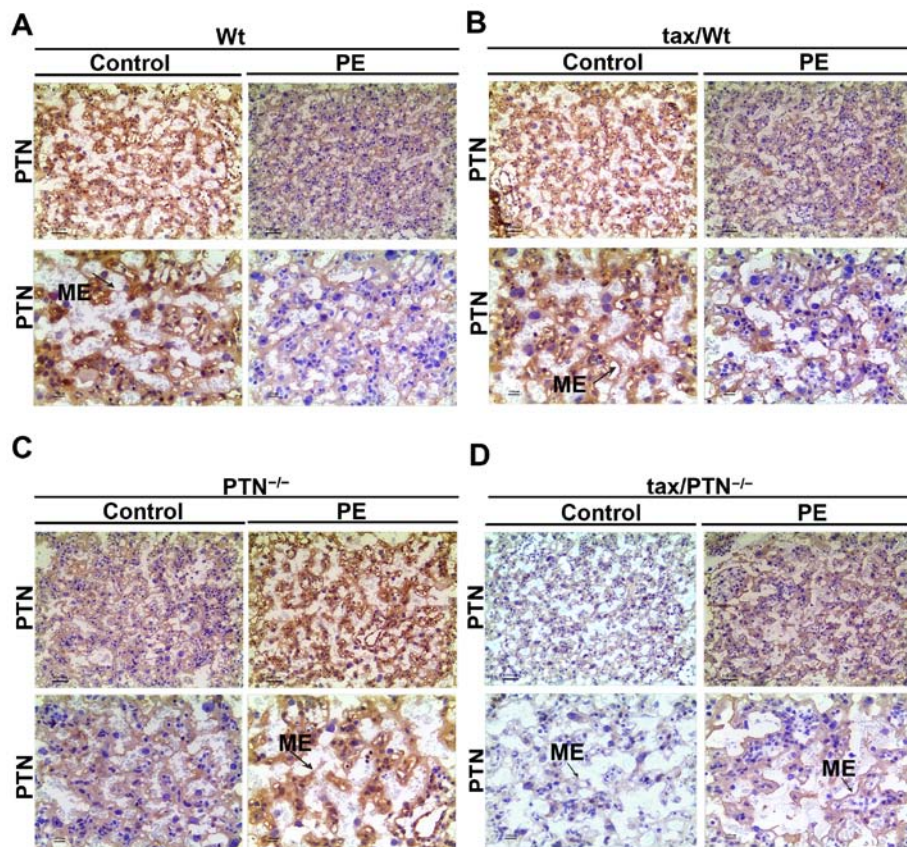 A
Wt
Control PE
PTN
PTN
ME
B
tax/Wt
Control PE
PTN
PTN
ME
C
PTN⁻/⁻
Control PE
PTN
PTN
ME
D
tax/PTN⁻/⁻
Control PE
PTN
PTN
ME
ME